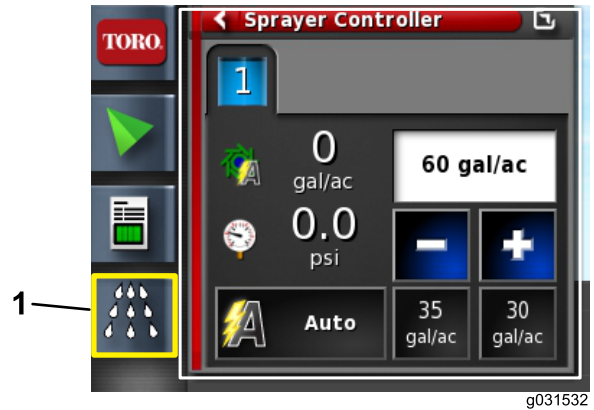 TORO.
Sprayer Controller
1
0
gal/ac
60 gal/ac
0.0
psi
1
A
Auto
35
gal/ac
30
gal/ac
g031532